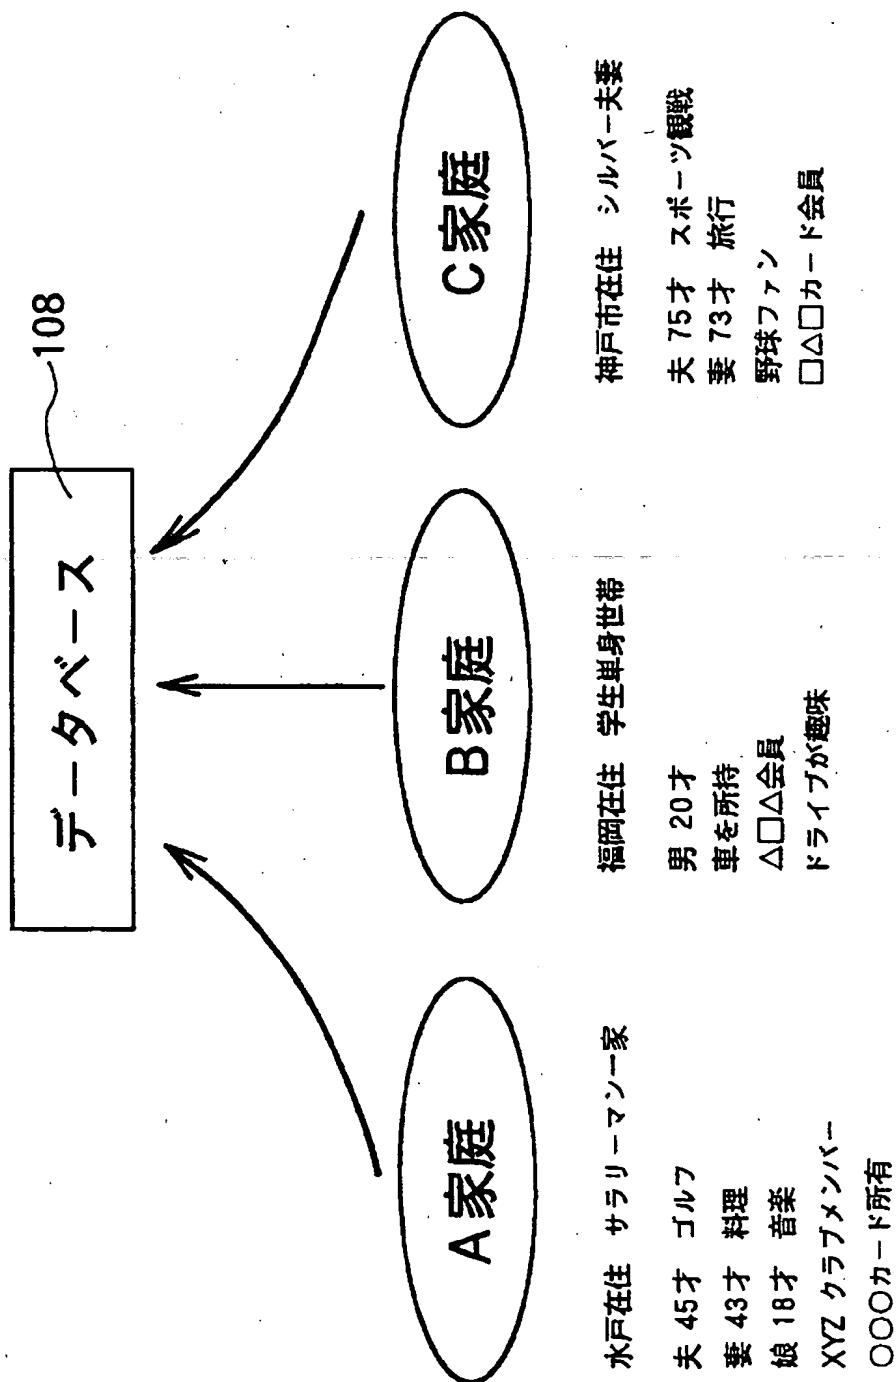 データベース
108
A家庭
水戸在住 サラリーマン一家
夫 45才 ゴルフ
妻 43才 料理
娘 18才 音楽
XYZ クラブメンバー
○○○カード所有
B家庭
福岡在住 学生単身世帯
男 20才
車を所持
△□△会員
ドライブが趣味
C家庭
神戸市在住 シルバー夫妻
夫 75才 スポーツ観戦
妻 73才 旅行
野球ファン
□△□カード会員